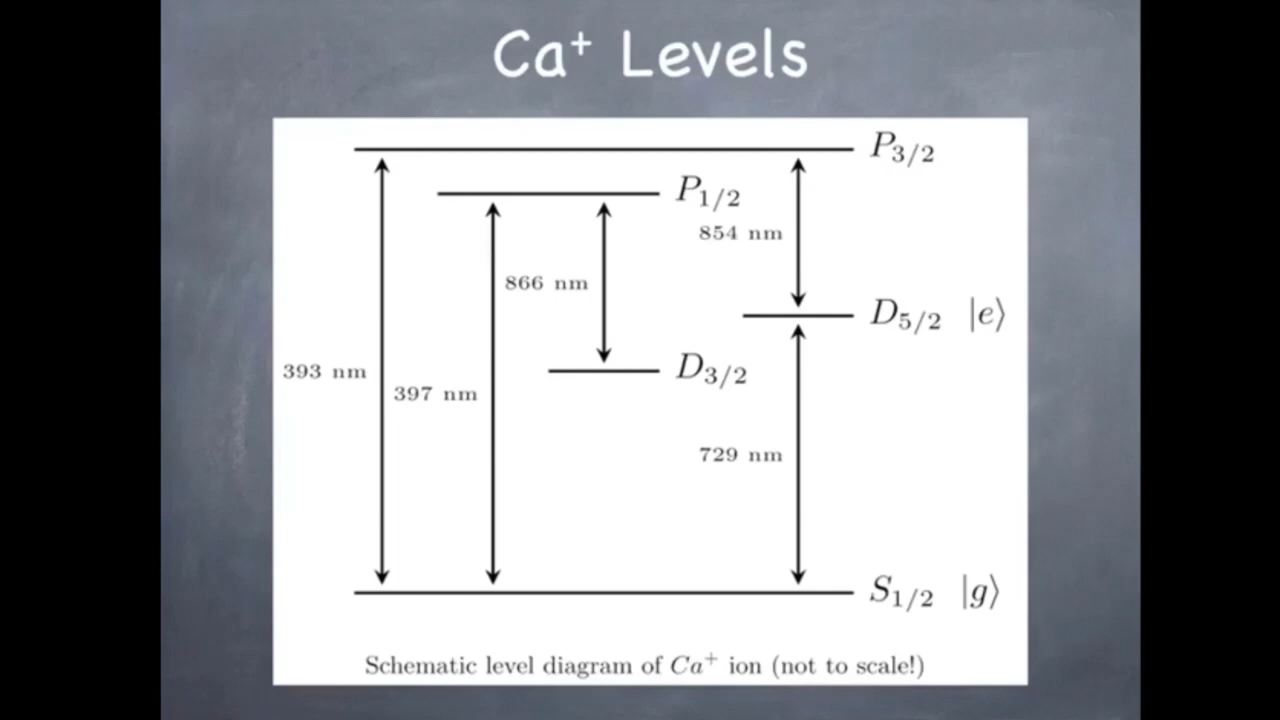 Ca⁺ Levels
P₃/₂
P₁/₂
854 nm
866 nm
D₅/₂ |e⟩
D₃/₂
393 nm
397 nm
729 nm
S₁/₂ |g⟩
Schematic level diagram of Ca⁺ ion (not to scale!)